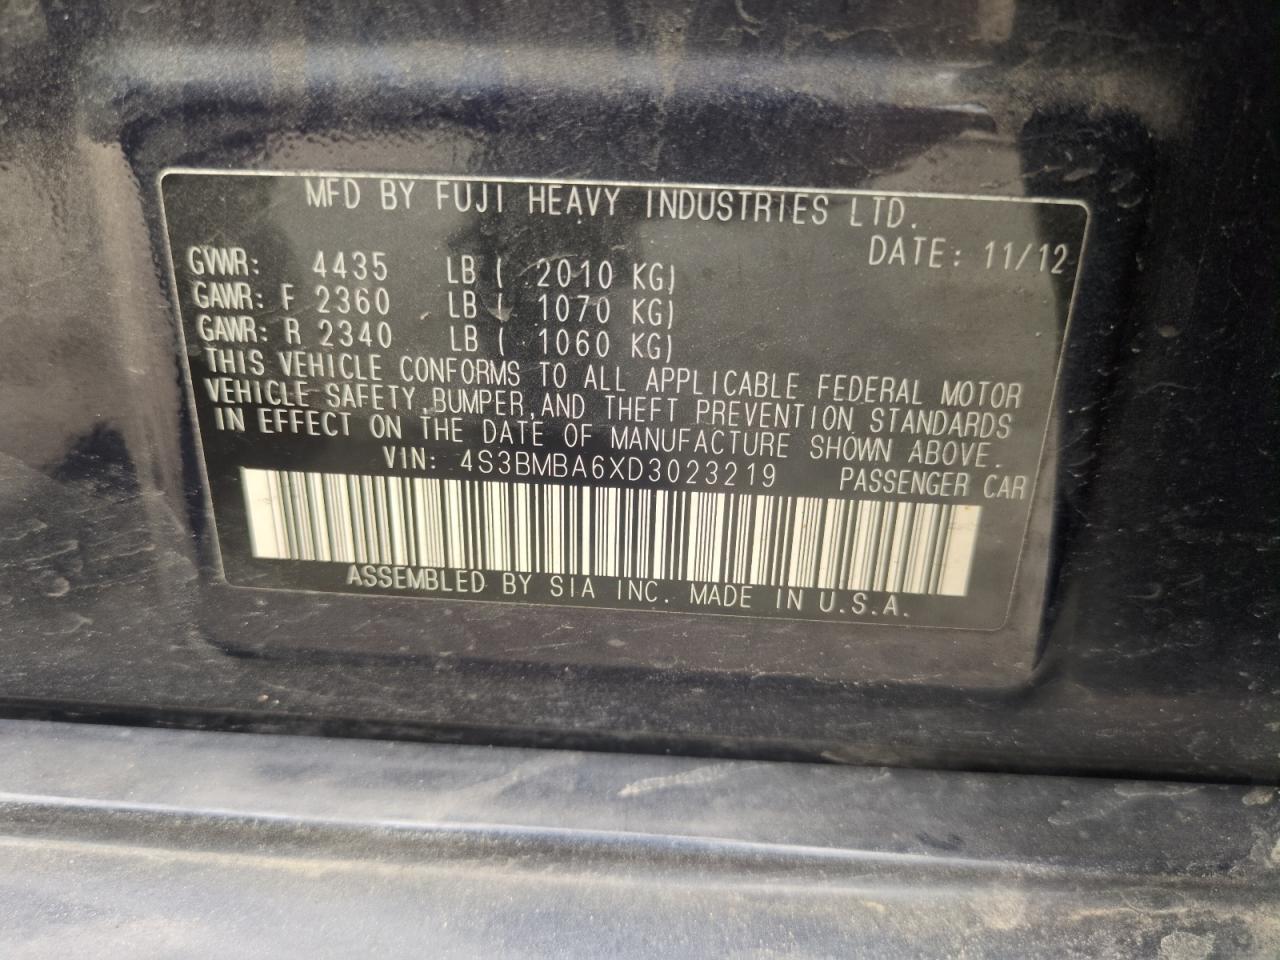 MFD BY FUJI HEAVY INDUSTRIES LTD.
DATE: 11/12
GVWR: 4435 LB ( 2010 KG)
GAWR: F 2360 LB ( 1070 KG)
GAWR: R 2340 LB ( 1060 KG)
THIS VEHICLE CONFORMS TO ALL APPLICABLE FEDERAL MOTOR
VEHICLE SAFETY,BUMPER,AND THEFT PREVENTION STANDARDS
IN EFFECT ON THE DATE OF MANUFACTURE SHOWN ABOVE.
VIN: 4S3BMBA6XD3023219 PASSENGER CAR
ASSEMBLED BY SIA INC. MADE IN U.S.A.